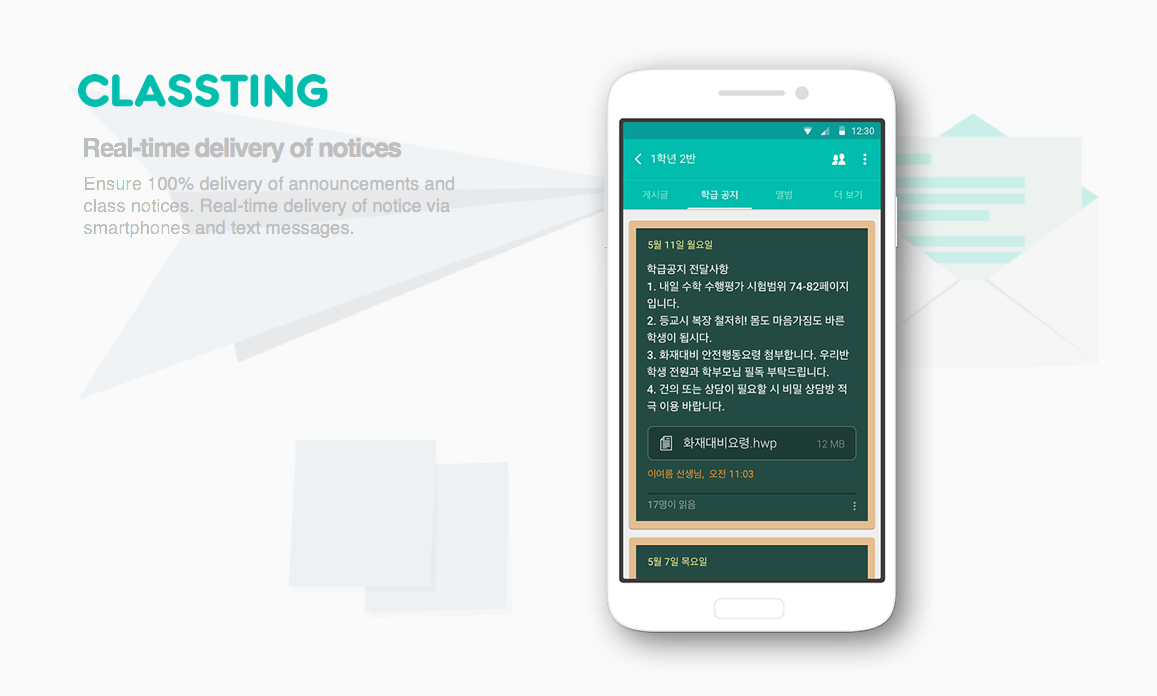 CLASSTING
Real-time delivery of notices
Ensure 100% delivery of announcements and
class notices. Real-time delivery of notice via
smartphones and text messages.
12:30
1학년 2반
게시글 학급 공지 앨범 더 보기
5월 11일 월요일
학급공지 전달사항
1. 내일 수학 수행평가 시험범위 74-82페이지
입니다.
2. 등교시 복장 철저히! 몸도 마음가짐도 바른
학생이 됩시다.
3. 화재대비 안전행동요령 첨부합니다. 우리반
학생 전원과 학부모님 필독 부탁드립니다.
4. 건의 또는 상담이 필요할 시 비밀 상담방 적
극 이용 바랍니다.
화재대비요령.hwp 12 MB
이여름 선생님, 오전 11:03
17명이 읽음
5월 7일 목요일